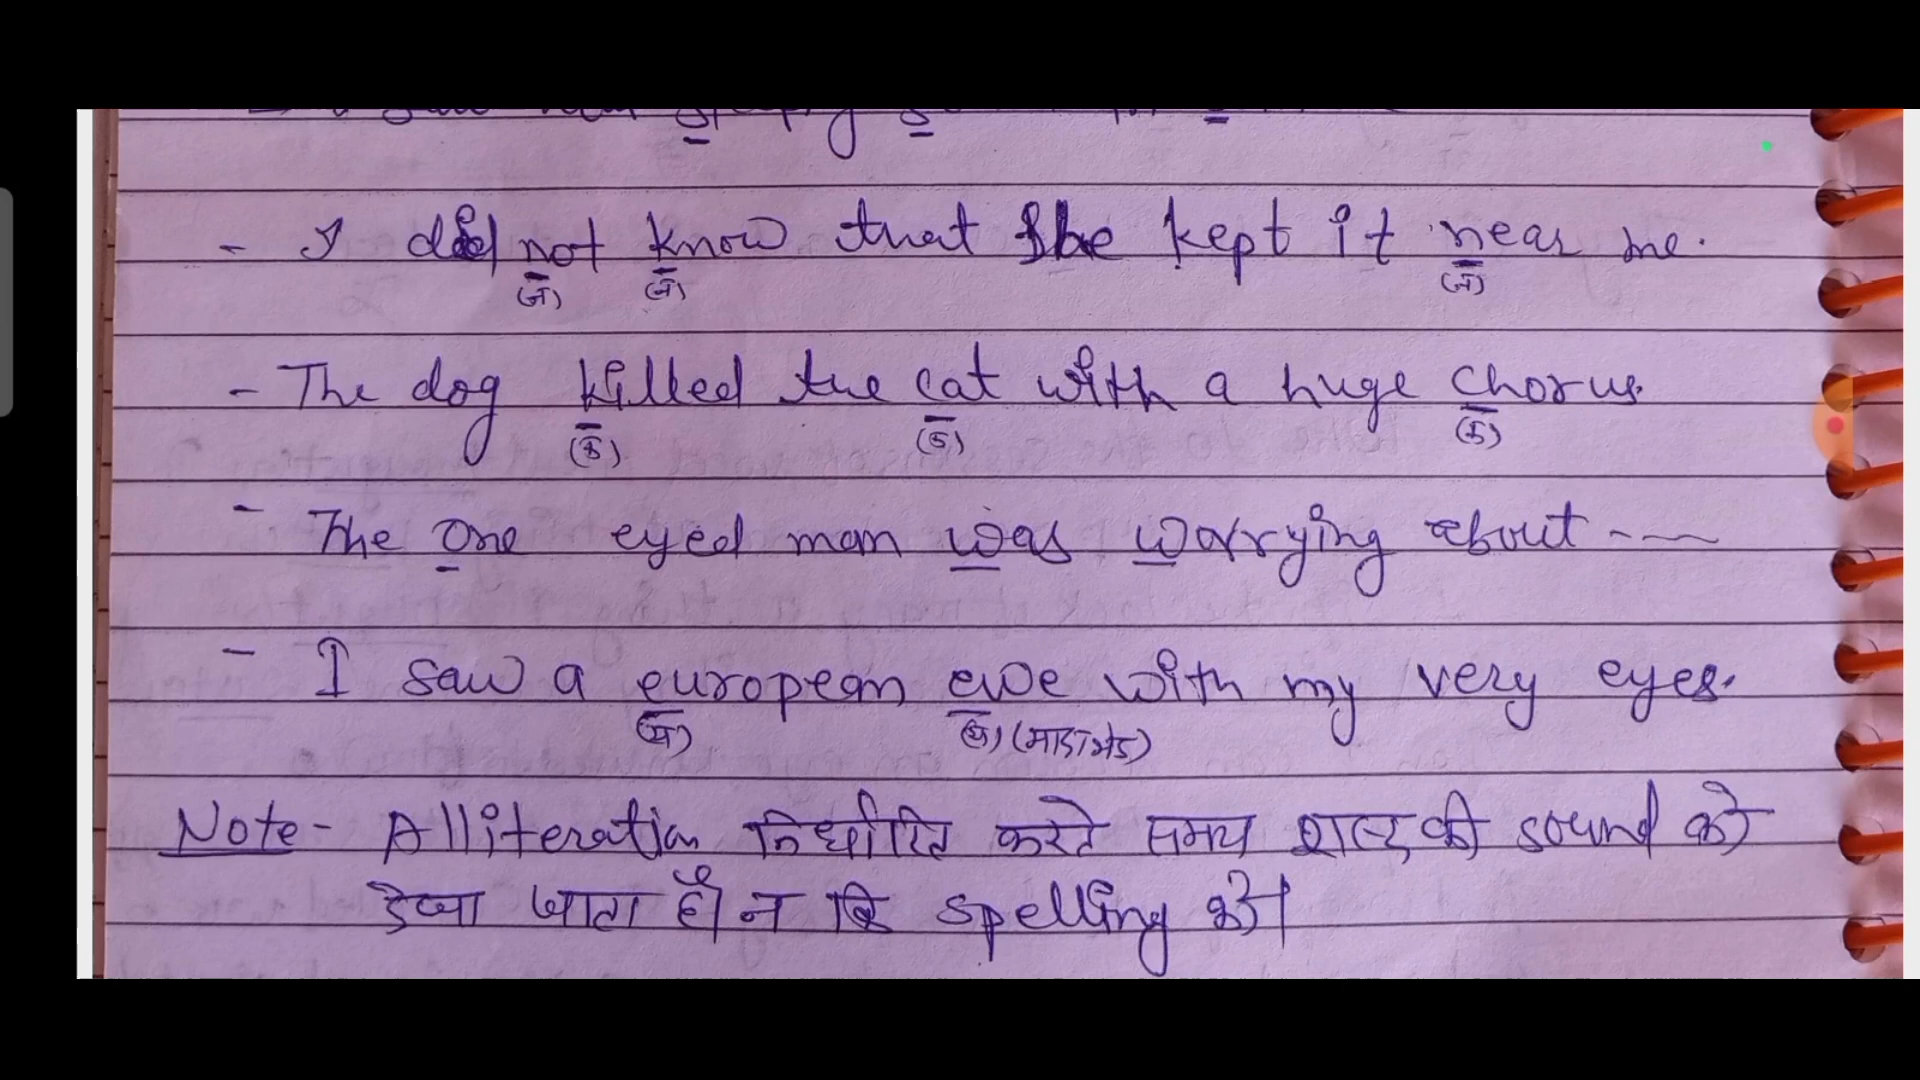 - I did not know that she kept it near me.
(न) (न) (न)
- The dog killed the cat with a huge chorus.
(क) (क) (क)
- The one eyed man was worrying about ---
- I saw a european ewe with my very eyes.
(य) (य) (मादा भेड)
Note - Alliteration निर्धारित करते समय शब्द की sound को
देखा जाता है न कि spelling को।